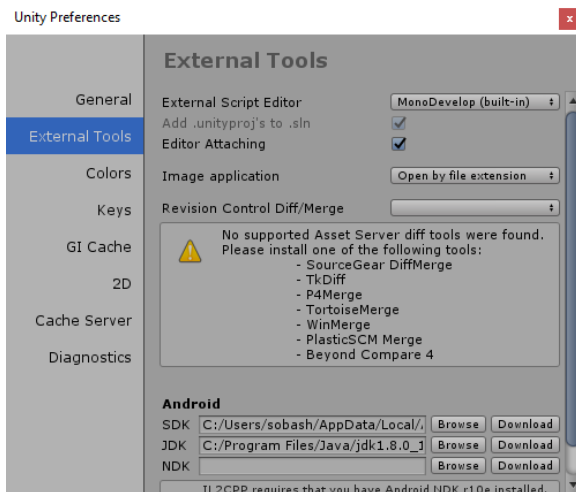 Unity Preferences
x
External Tools
General
External Tools
Colors
Keys
GI Cache
2D
Cache Server
Diagnostics
External Script Editor MonoDevelop (built-in)
Add .unityproj's to .sln
Editor Attaching
Image application Open by file extension
Revision Control Diff/Merge
No supported Asset Server diff tools were found.
Please install one of the following tools:
- SourceGear DiffMerge
- TkDiff
- P4Merge
- TortoiseMerge
- WinMerge
- PlasticSCM Merge
- Beyond Compare 4
Android
SDK C:/Users/sobash/AppData/Local/ Browse Download
JDK C:/Program Files/Java/jdk1.8.0_1 Browse Download
NDK Browse Download
IL2CPP requires that you have Android NDK r10e installed.